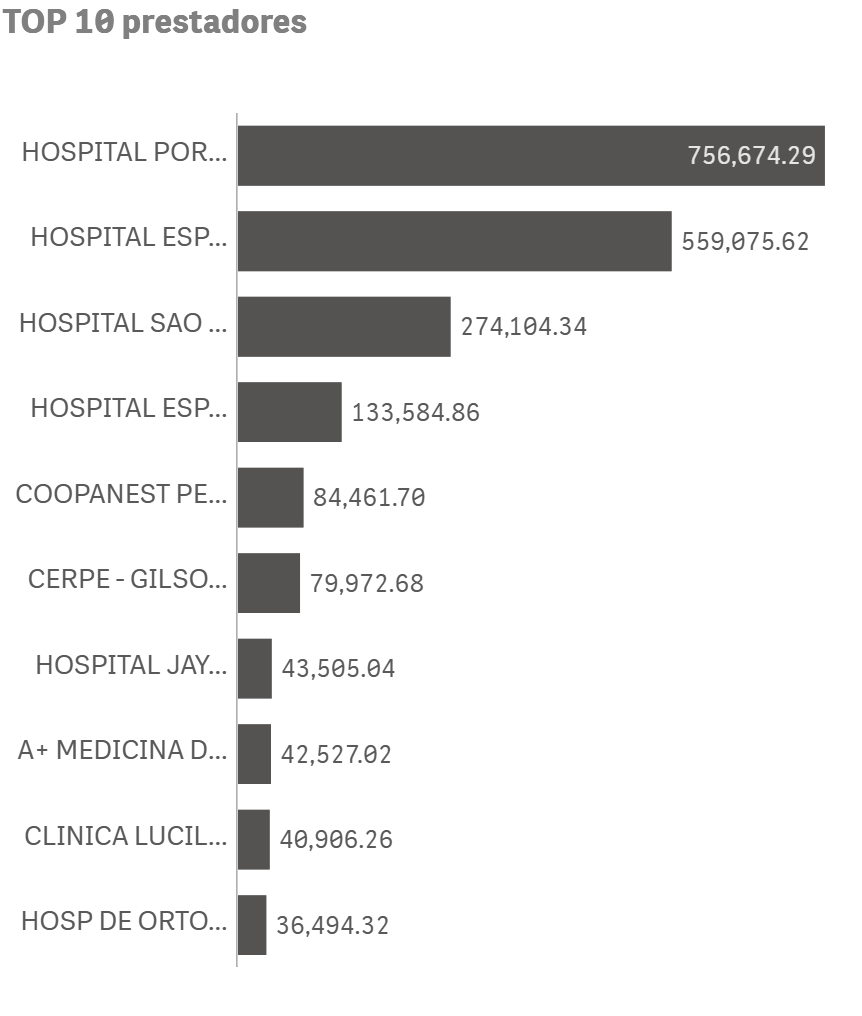 TOP 10 prestadores
HOSPITAL POR... 756,674.29
HOSPITAL ESP... 559,075.62
HOSPITAL SAO ... 274,104.34
HOSPITAL ESP... 133,584.86
COOPANEST PE... 84,461.70
CERPE - GILSO... 79,972.68
HOSPITAL JAY... 43,505.04
A+ MEDICINA D... 42,527.02
CLINICA LUCIL... 40,906.26
HOSP DE ORTO... 36,494.32